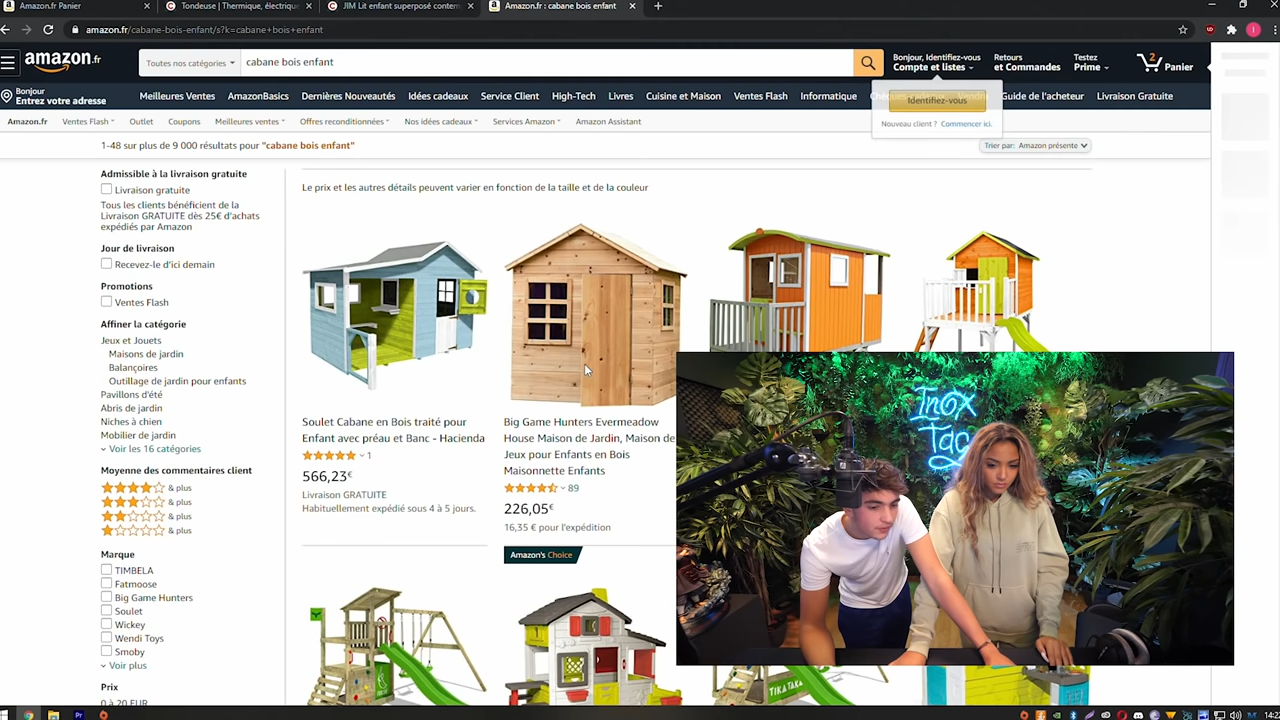 Amazon.fr Panier
Tondeuse | Thermique, électriqu
JIM Lit enfant superposé contem
Amazon.fr : cabane bois enfant
amazon.fr/cabane-bois-enfant/s?k=cabane+bois+enfant
amazon.fr
Toutes nos catégories
cabane bois enfant
Bonjour, Identifiez-vous
Compte et listes
Retours
et Commandes
Testez
Prime
2
Panier
Bonjour
Entrez votre adresse
Meilleures Ventes
AmazonBasics
Dernières Nouveautés
Idées cadeaux
Service Client
High-Tech
Livres
Cuisine et Maison
Ventes Flash
Informatique
Guide de l'acheteur
Livraison Gratuite
Identifiez-vous
Nouveau client ? Commencer ici.
Amazon.fr
Ventes Flash
Outlet
Coupons
Meilleures ventes
Offres reconditionnées
Nos idées cadeaux
Services Amazon
Amazon Assistant
1-48 sur plus de 9 000 résultats pour "cabane bois enfant"
Trier par: Amazon présente
Admissible à la livraison gratuite
Livraison gratuite
Tous les clients bénéficient de la
Livraison GRATUITE dès 25€ d'achats
expédiés par Amazon
Jour de livraison
Recevez-le d'ici demain
Promotions
Ventes Flash
Affiner la catégorie
Jeux et Jouets
Maisons de jardin
Balançoires
Outillage de jardin pour enfants
Pavillons d'été
Abris de jardin
Niches à chien
Mobilier de jardin
Voir les 16 catégories
Moyenne des commentaires client
& plus
& plus
& plus
& plus
Marque
TIMBELA
Fatmoose
Big Game Hunters
Soulet
Wickey
Wendi Toys
Smoby
Voir plus
Prix
0 à 20 EUR
Le prix et les autres détails peuvent varier en fonction de la taille et de la couleur
Soulet Cabane en Bois traité pour
Enfant avec préau et Banc - Hacienda
1
566,23€
Livraison GRATUITE
Habituellement expédié sous 4 à 5 jours.
Big Game Hunters Evermeadow
House Maison de Jardin, Maison de
Jeux pour Enfants en Bois
Maisonnette Enfants
89
226,05€
16,35 € pour l'expédition
Amazon's Choice
Inox
Tag
TIKA TAKA